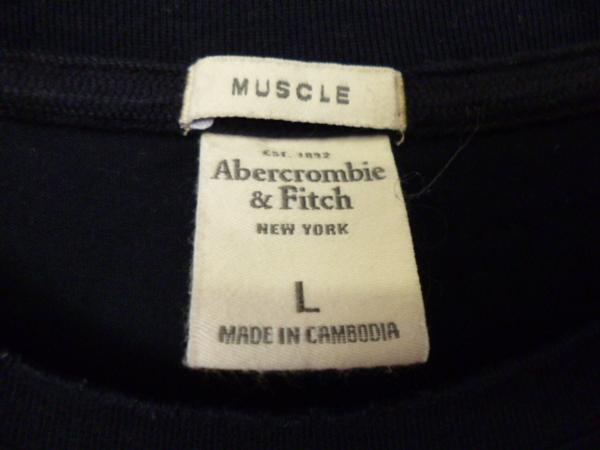 MUSCLE
EST. 1892
Abercrombie
& Fitch
NEW YORK
L
MADE IN CAMBODIA